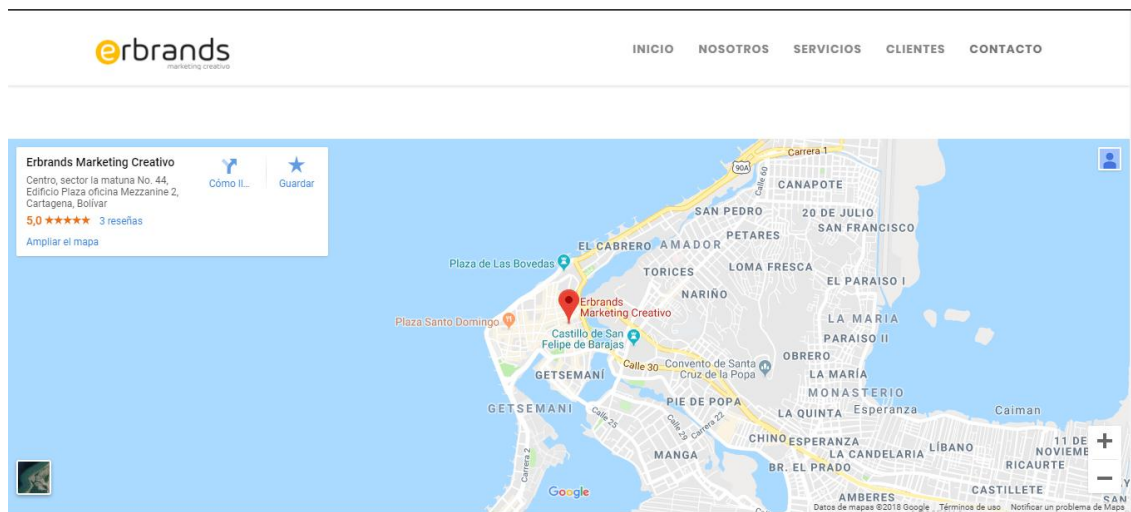 erbrands
marketing creativo
INICIO NOSOTROS SERVICIOS CLIENTES CONTACTO
Erbrands Marketing Creativo
Centro, sector la matuna No. 44,
Edificio Plaza oficina Mezzanine 2,
Cartagena, Bolívar
5,0 ★★★★★ 3 reseñas
Ampliar el mapa
Cómo ll...
Guardar
Carrera 1
90A
Calle 60
CANAPOTE
SAN PEDRO
20 DE JULIO
SAN FRANCISCO
PETARES
EL CABRERO
AMADOR
Plaza de Las Bovedas
TORICES
LOMA FRESCA
EL PARAISO I
NARIÑO
Erbrands
Marketing Creativo
Plaza Santo Domingo
LA MARIA
Castillo de San
Felipe de Barajas
PARAISO II
OBRERO
Calle 30
Convento de Santa
Cruz de la Popa
GETSEMANÍ
LA MARÍA
MONASTERIO
PIE DE POPA
GETSEMANI
Calle 25
LA QUINTA
Esperanza
Caiman
Calle 29
Carrera 22
CHINO
ESPERANZA
11 DE
NOVIEMB
LÍBANO
LA CANDELARIA
MANGA
Carrera 2
BR. EL PRADO
RICAURTE
Google
CASTILLETE
AMBERES
SAN
Datos de mapas ©2018 Google Términos de uso Notificar un problema de Maps